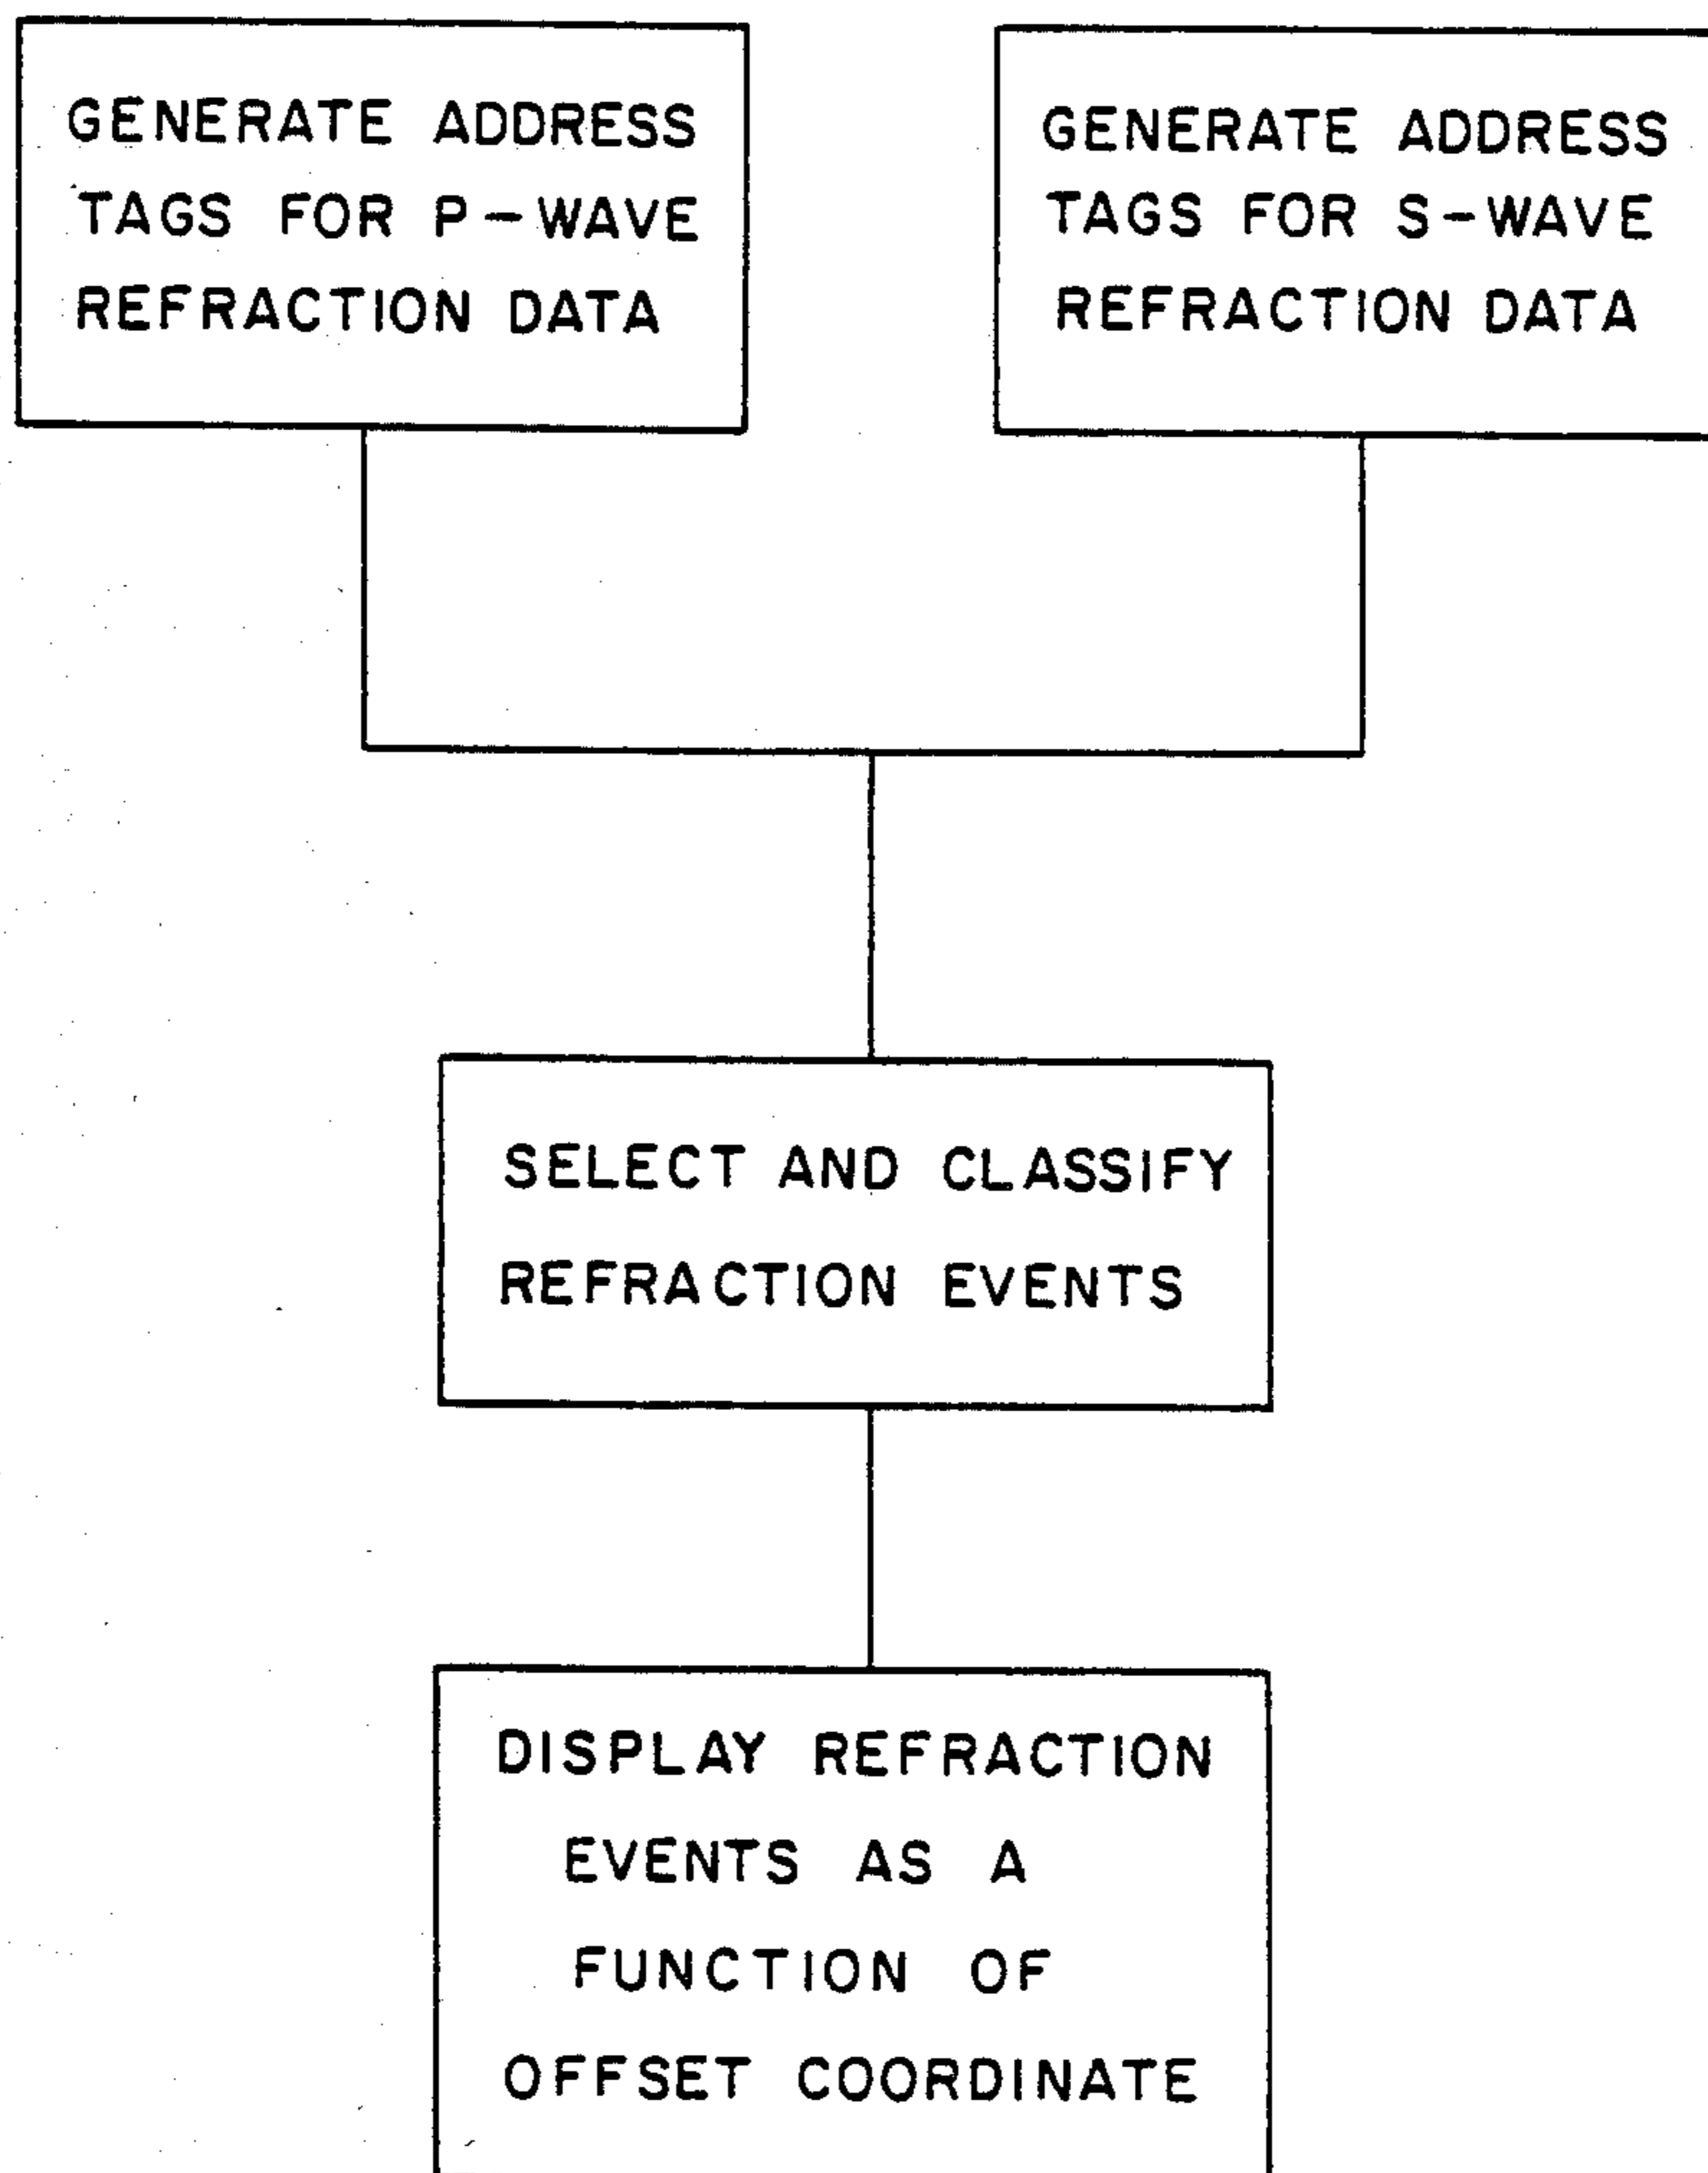 GENERATE ADDRESS
TAGS FOR P-WAVE
REFRACTION DATA
GENERATE ADDRESS
TAGS FOR S-WAVE
REFRACTION DATA
SELECT AND CLASSIFY
REFRACTION EVENTS
DISPLAY REFRACTION
EVENTS AS A
FUNCTION OF
OFFSET COORDINATE